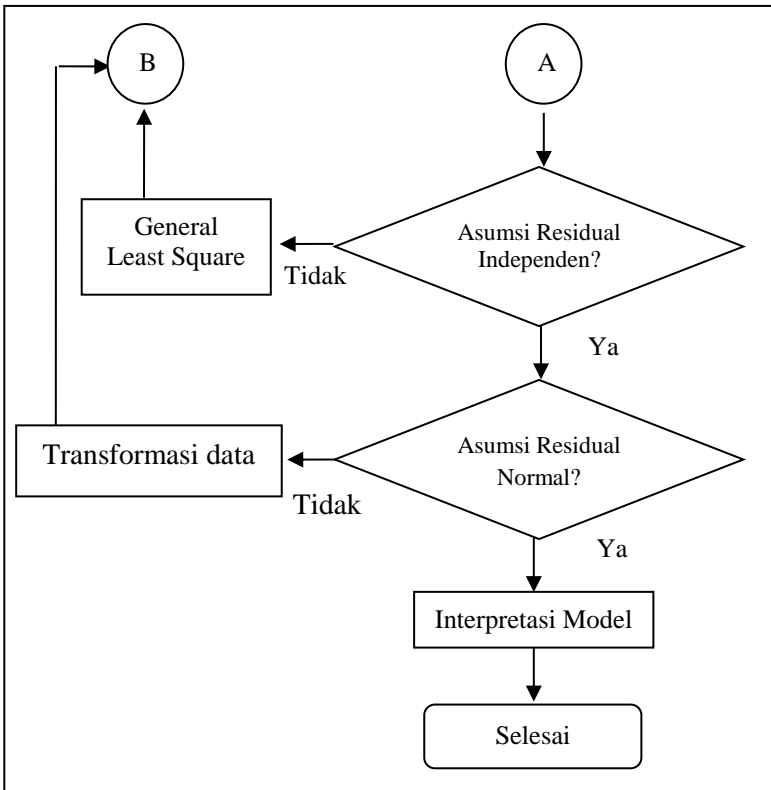 B
A
General
Least Square
Asumsi Residual
Independen?
Tidak
Ya
Transformasi data
Asumsi Residual
Normal?
Tidak
Ya
Interpretasi Model
Selesai